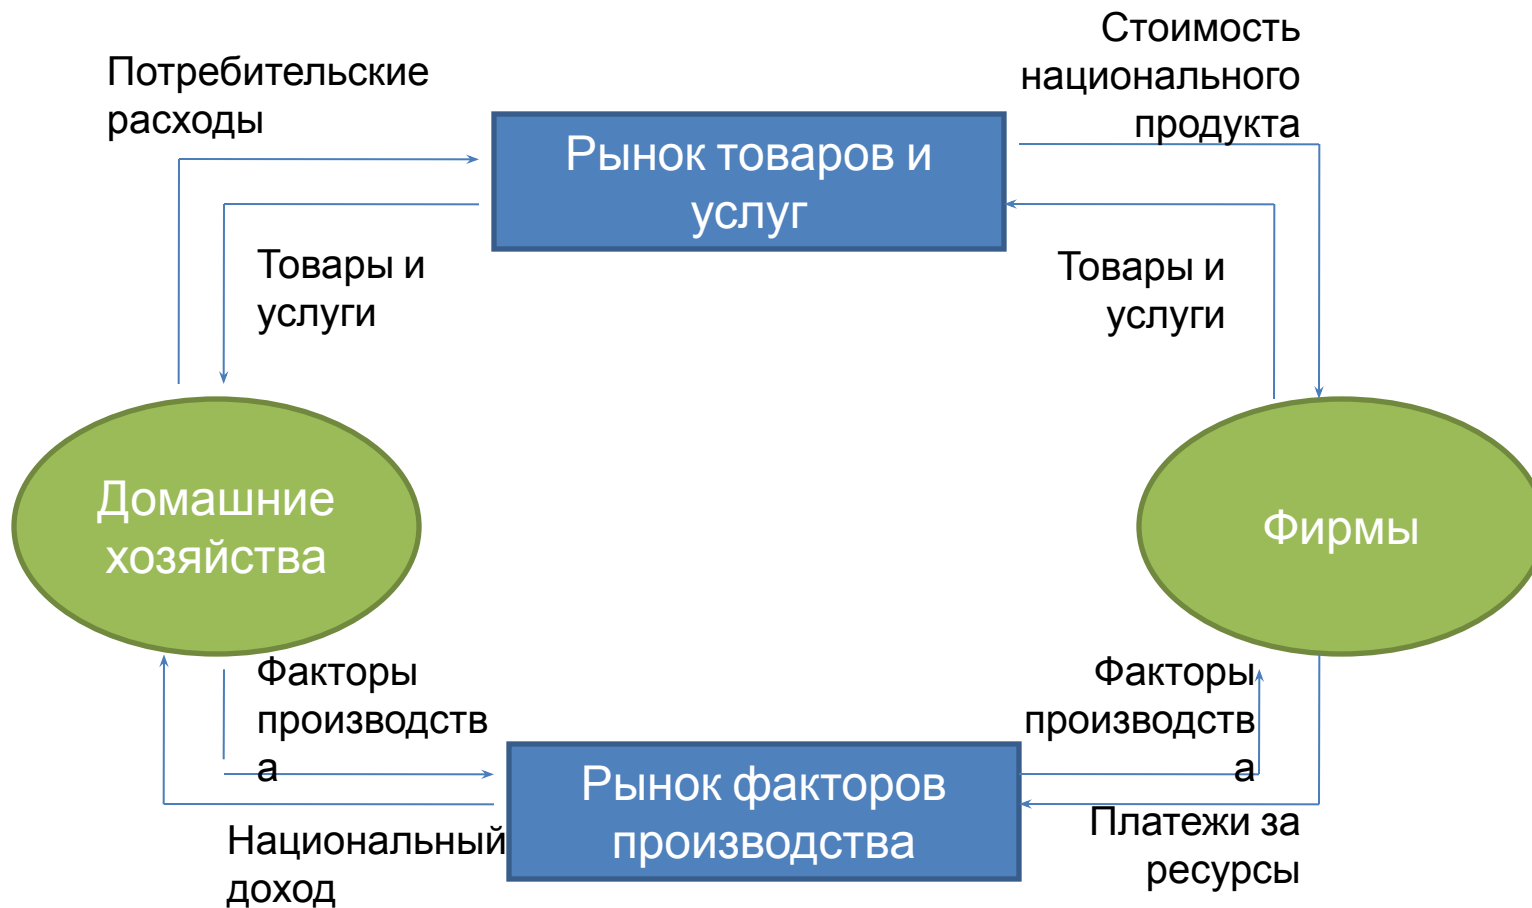 Стоимость
национального
продукта
Потребительские
расходы
Рынок товаров и
услуг
Товары и
услуги
Товары и
услуги
Домашние
хозяйства
Фирмы
Факторы
производств
а
Факторы
производств
а
Рынок факторов
производства
Национальный
доход
Платежи за
ресурсы